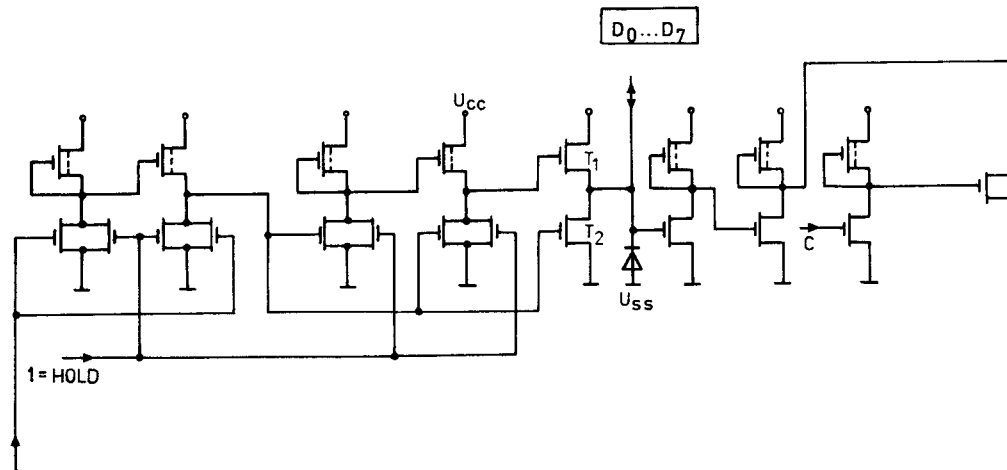 D0...D7
Ucc
T1
T2
C
Uss
1=HOLD